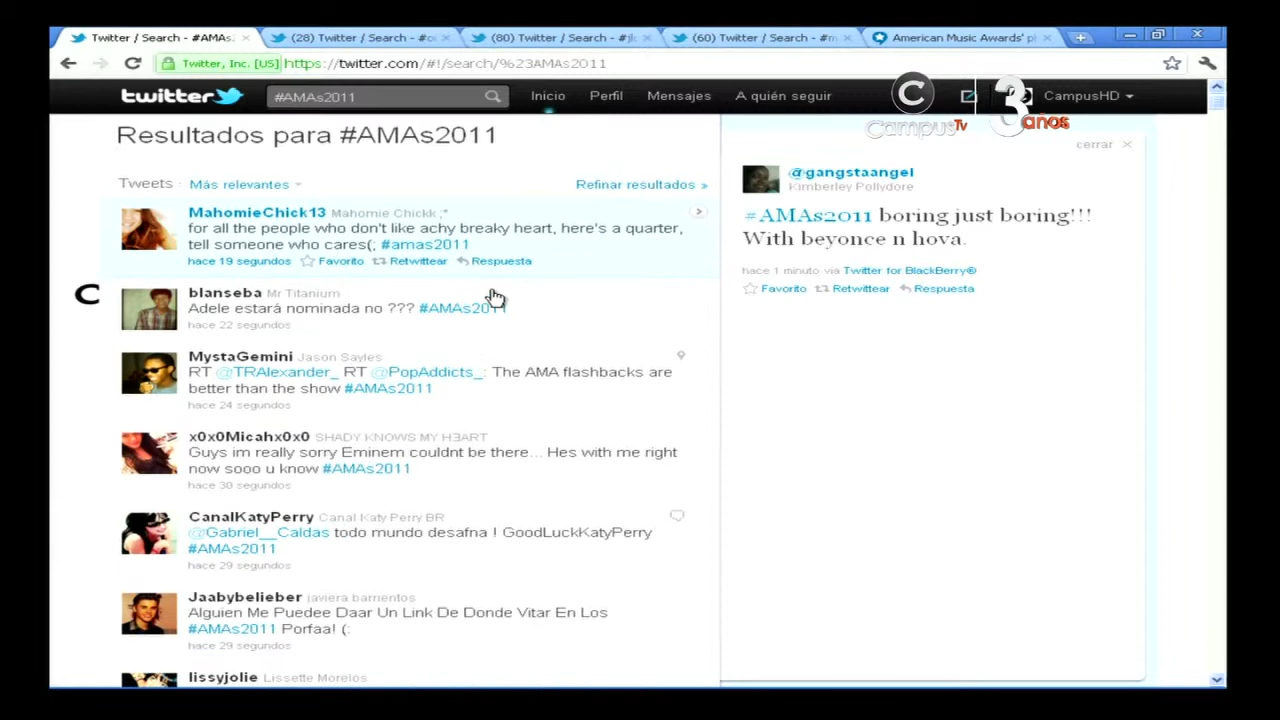 Twitter / Search - #AMAs
(28) Twitter / Search - #o
(80) Twitter / Search - #jk
(60) Twitter / Search - #m
American Music Awards' p
Twitter, Inc. [US] https://twitter.com/#!/search/%23AMAs2011
twitter
#AMAs2011
Inicio
Perfil
Mensajes
A quién seguir
CampusHD
C
CampusTv
3 años
Resultados para #AMAs2011
Tweets · Más relevantes
Refinar resultados »
MahomieChick13 Mahomie Chickk ;*
for all the people who don't like achy breaky heart, here's a quarter,
tell someone who cares(; #amas2011
hace 19 segundos Favorito Retwittear Respuesta
C
blanseba Mr Titanium
Adele estará nominada no ??? #AMAs2011
hace 22 segundos
MystaGemini Jason Sayles
RT @TRAlexander_ RT @PopAddicts_: The AMA flashbacks are
better than the show #AMAs2011
hace 24 segundos
x0x0Micahx0x0 SHADY KNOWS MY HƎART
Guys im really sorry Eminem couldnt be there... Hes with me right
now sooo u know #AMAs2011
hace 30 segundos
CanalKatyPerry Canal Katy Perry BR
@Gabriel__Caldas todo mundo desafna ! GoodLuckKatyPerry
#AMAs2011
hace 29 segundos
Jaabybelieber javiera barrientos
Alguien Me Puedee Daar Un Link De Donde Vitar En Los
#AMAs2011 Porfaa! (:
hace 29 segundos
lissyjolie Lissette Morelos
cerrar ×
@gangstaangel
Kimberley Pollydore
#AMAs2011 boring just boring!!!
With beyonce n hova.
hace 1 minuto via Twitter for BlackBerry®
Favorito Retwittear Respuesta